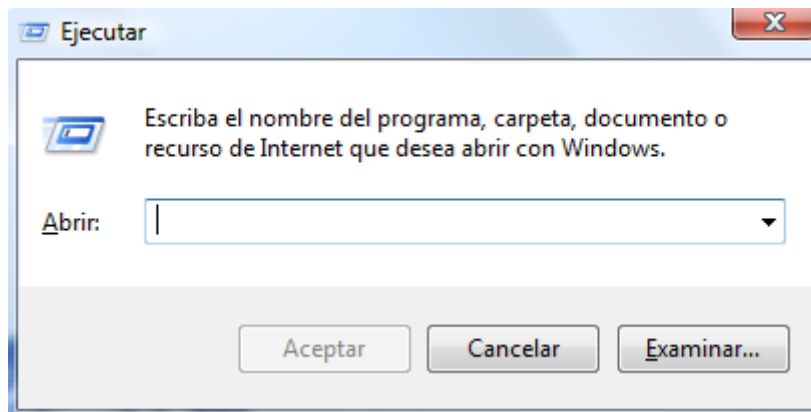 Ejecutar
Escriba el nombre del programa, carpeta, documento o
recurso de Internet que desea abrir con Windows.
Abrir:
Aceptar Cancelar Examinar...